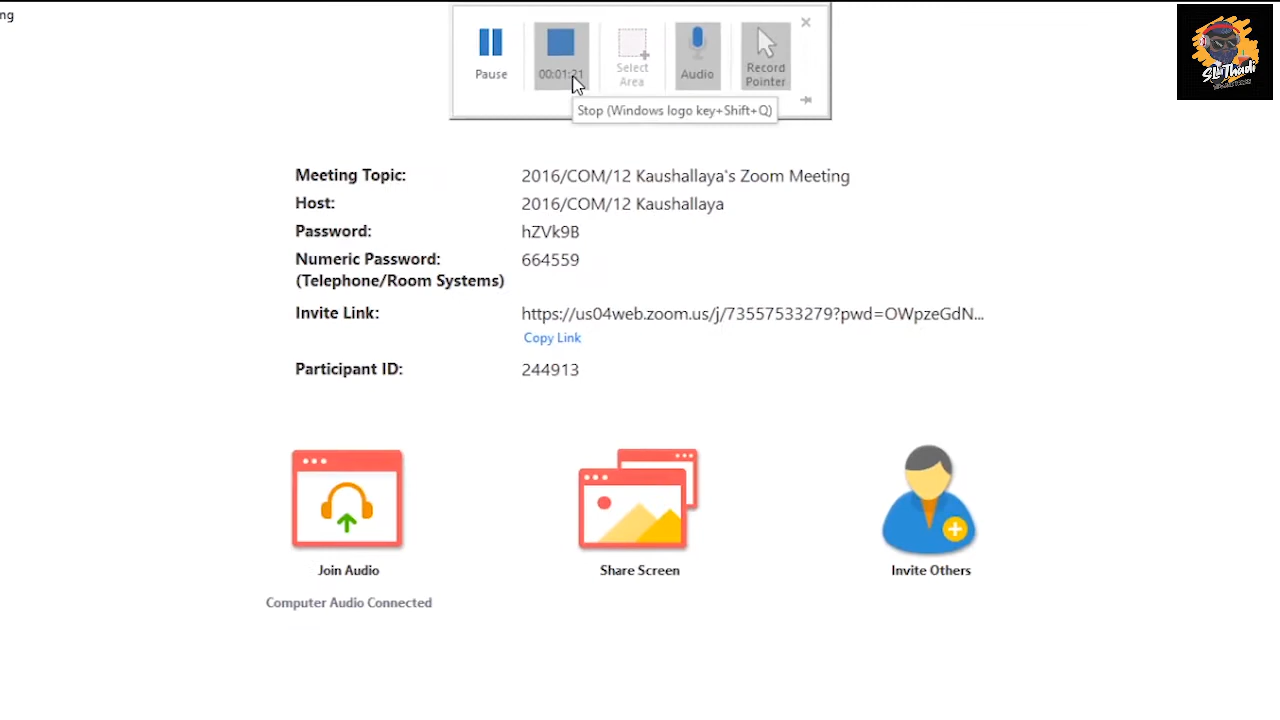 ng
Pause
00:01:21
Select
Area
Audio
Record
Pointer
Stop (Windows logo key+Shift+Q)
SL Thadi
Meeting Topic: 2016/COM/12 Kaushallaya's Zoom Meeting
Host: 2016/COM/12 Kaushallaya
Password: hZVk9B
Numeric Password: 664559
(Telephone/Room Systems)
Invite Link: https://us04web.zoom.us/j/73557533279?pwd=OWpzeGdN...
Copy Link
Participant ID: 244913
Join Audio
Share Screen
Invite Others
Computer Audio Connected